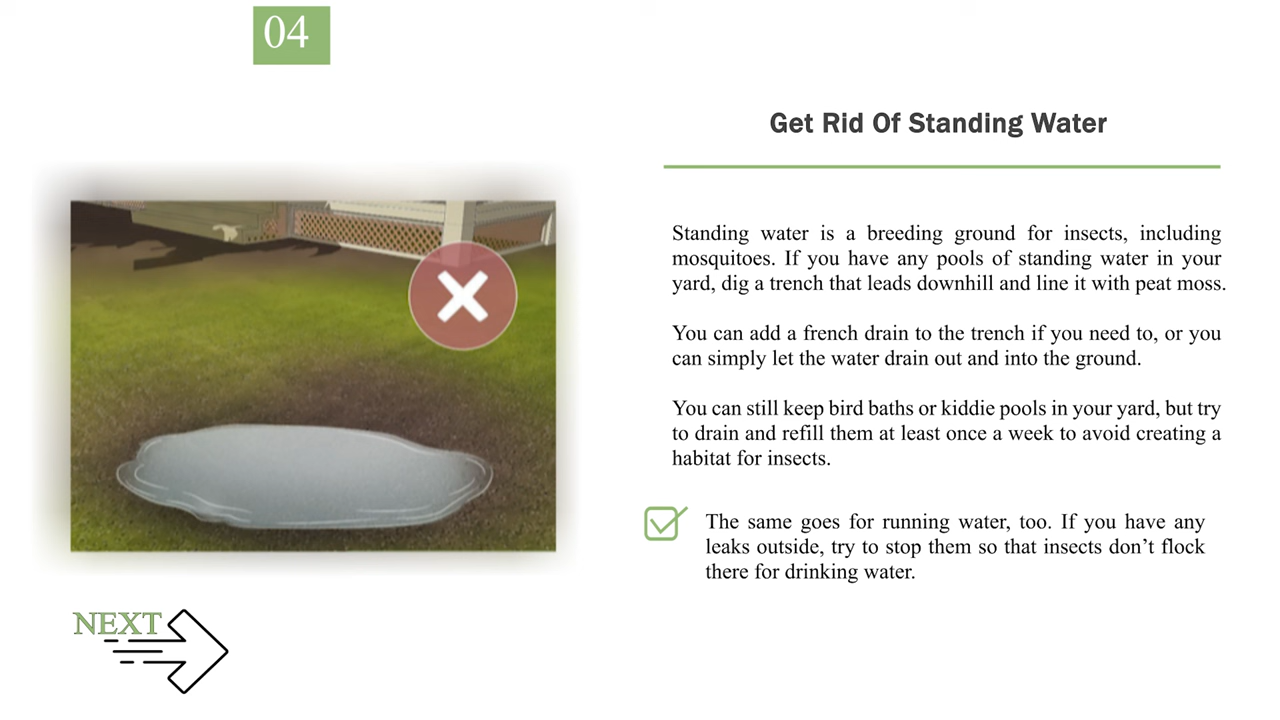 04
Get Rid Of Standing Water
Standing water is a breeding ground for insects, including
mosquitoes. If you have any pools of standing water in your
yard, dig a trench that leads downhill and line it with peat moss.
You can add a french drain to the trench if you need to, or you
can simply let the water drain out and into the ground.
You can still keep bird baths or kiddie pools in your yard, but try
to drain and refill them at least once a week to avoid creating a
habitat for insects.
The same goes for running water, too. If you have any
leaks outside, try to stop them so that insects don’t flock
there for drinking water.
NEXT